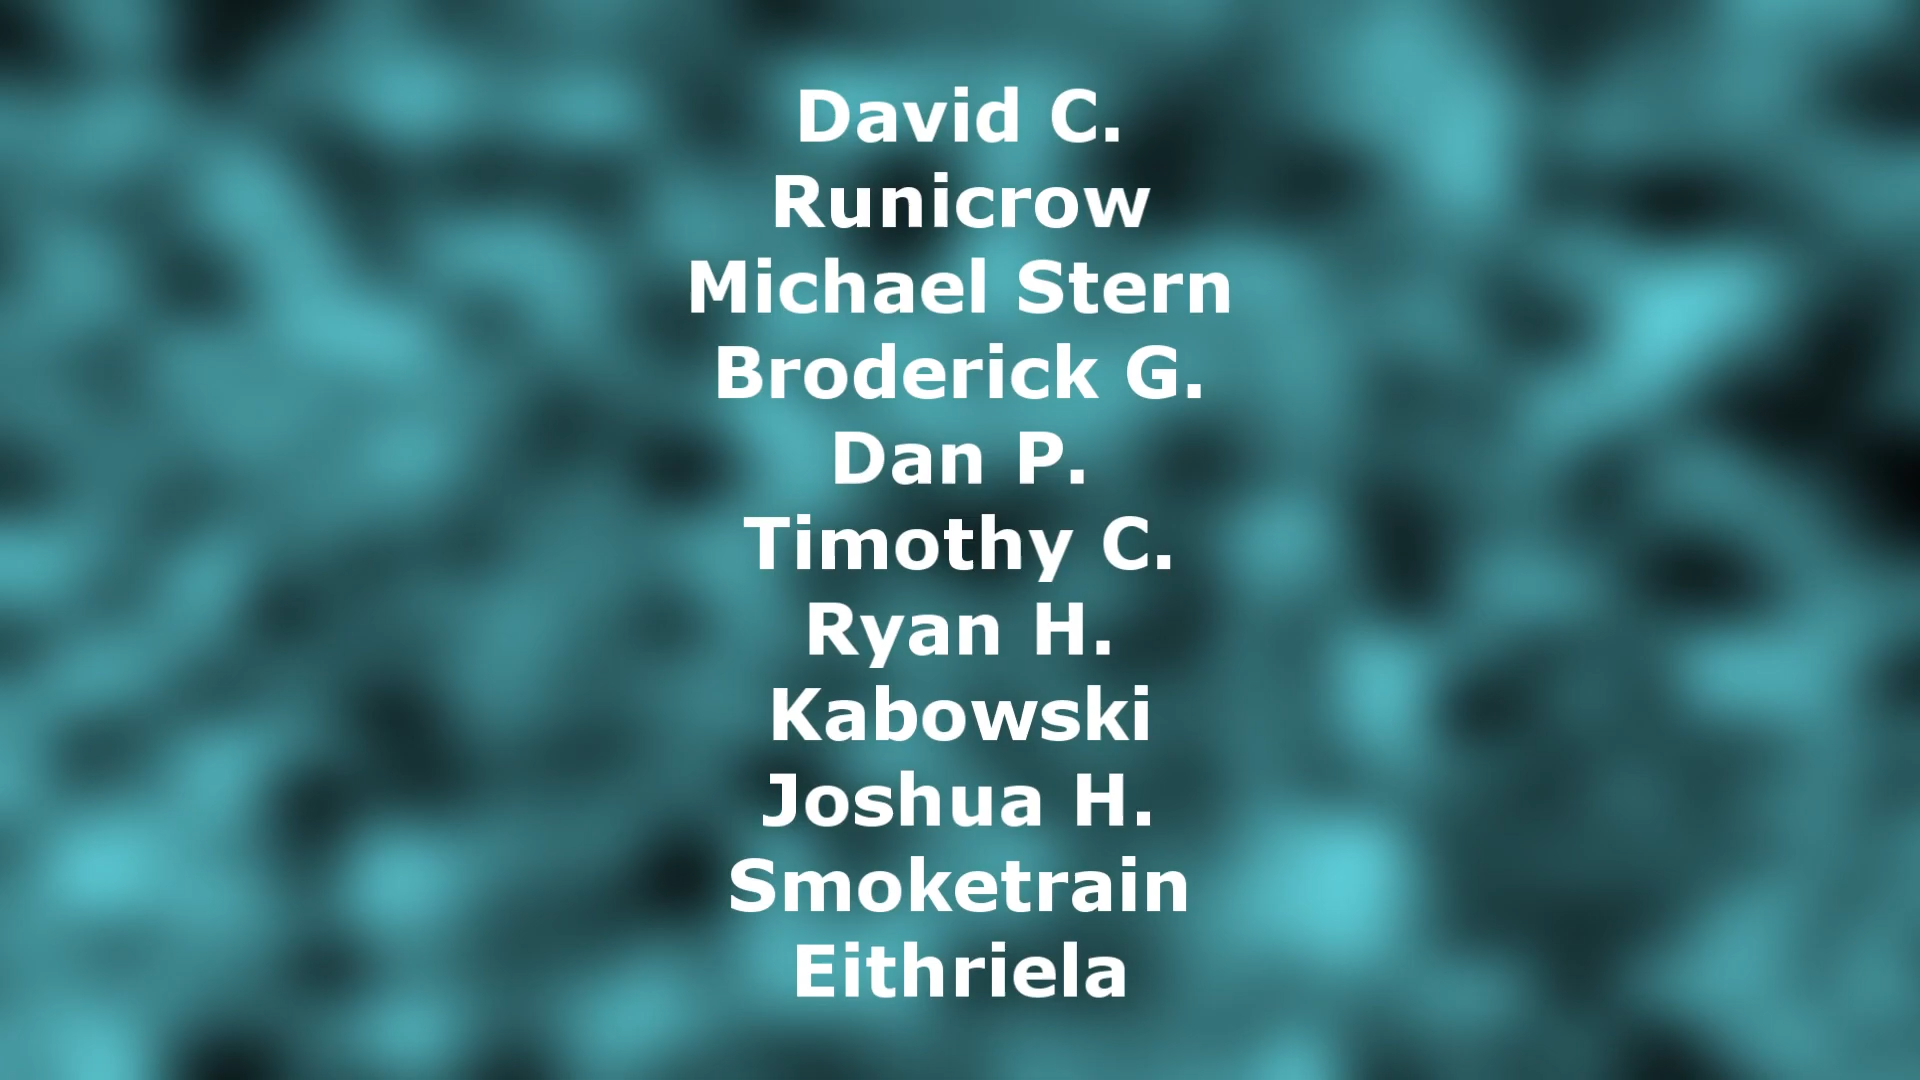 David C.
Runicrow
Michael Stern
Broderick G.
Dan P.
Timothy C.
Ryan H.
Kabowski
Joshua H.
Smoketrain
Eithriela